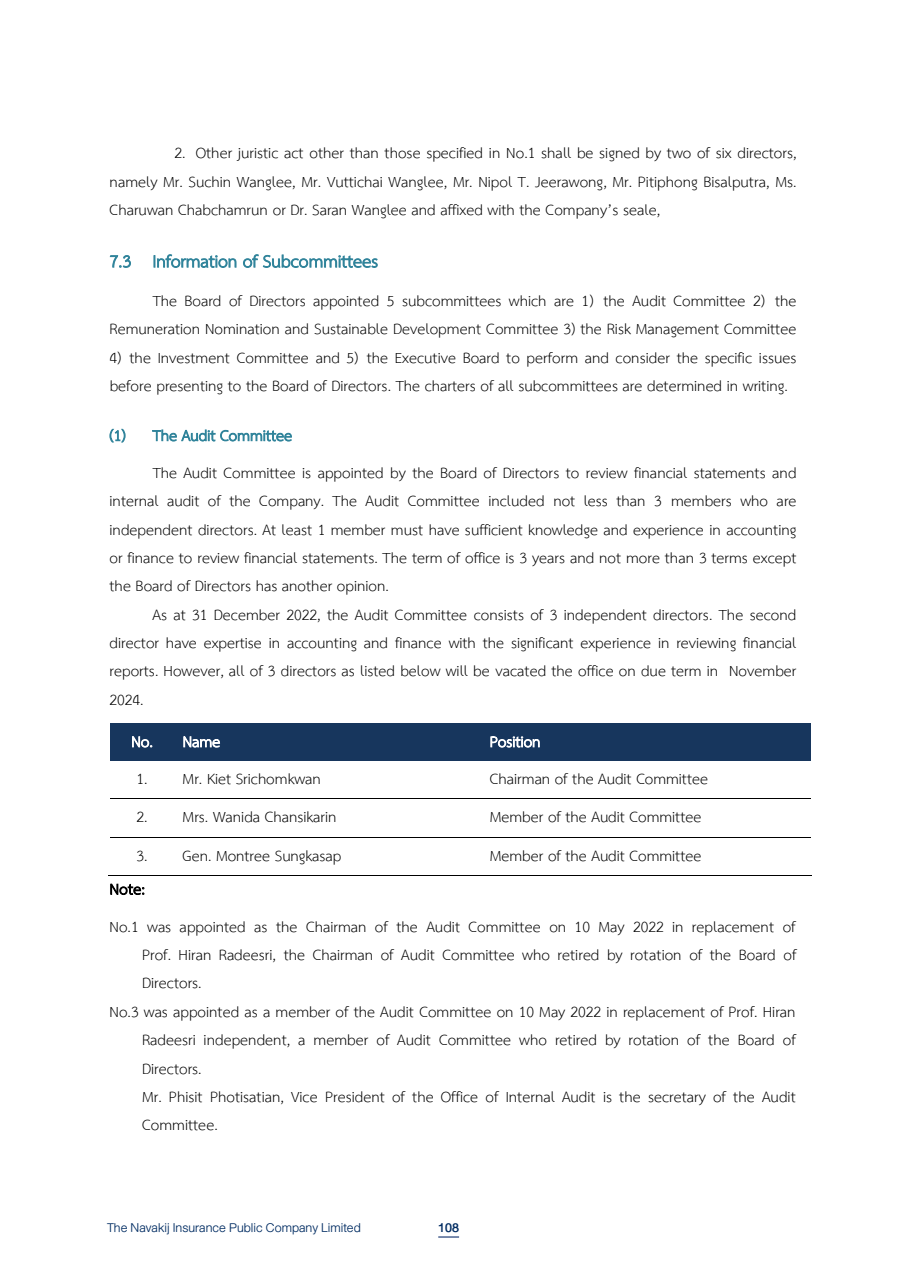 2. Other juristic act other than those specified in No.1 shall be signed by two of six directors,
namely Mr. Suchin Wanglee, Mr. Vuttichai Wanglee, Mr. Nipol T. Jeerawong, Mr. Pitiphong Bisalputra, Ms.
Charuwan Chabchamrun or Dr. Saran Wanglee and affixed with the Company's seale,
7.3 Information of Subcommittees
The Board of Directors appointed 5 subcommittees which are 1) the Audit Committee 2) the
Remuneration Nomination and Sustainable Development Committee 3) the Risk Management Committee
4) the Investment Committee and 5) the Executive Board to perform and consider the specific issues
before presenting to the Board of Directors. The charters of all subcommittees are determined in writing.
(1) The Audit Committee
The Audit Committee is appointed by the Board of Directors to review financial statements and
internal audit of the Company. The Audit Committee included not less than 3 members who are
independent directors. At least 1 member must have sufficient knowledge and experience in accounting
or finance to review financial statements. The term of office is 3 years and not more than 3 terms except
the Board of Directors has another opinion.
As at 31 December 2022, the Audit Committee consists of 3 independent directors. The second
director have expertise in accounting and finance with the significant experience in reviewing financial
reports. However, all of 3 directors as listed below will be vacated the office on due term in November
2024.
No. Name Position
1. Mr. Kiet Srichomkwan Chairman of the Audit Committee
2. Mrs. Wanida Chansikarin Member of the Audit Committee
3. Gen. Montree Sungkasap Member of the Audit Committee
Note:
No.1 was appointed as the Chairman of the Audit Committee on 10 May 2022 in replacement of
Prof. Hiran Radeesri, the Chairman of Audit Committee who retired by rotation of the Board of
Directors.
No.3 was appointed as a member of the Audit Committee on 10 May 2022 in replacement of Prof. Hiran
Radeesri independent, a member of Audit Committee who retired by rotation of the Board of
Directors.
Mr. Phisit Photisatian, Vice President of the Office of Internal Audit is the secretary of the Audit
Committee.
The Navakij Insurance Public Company Limited 108